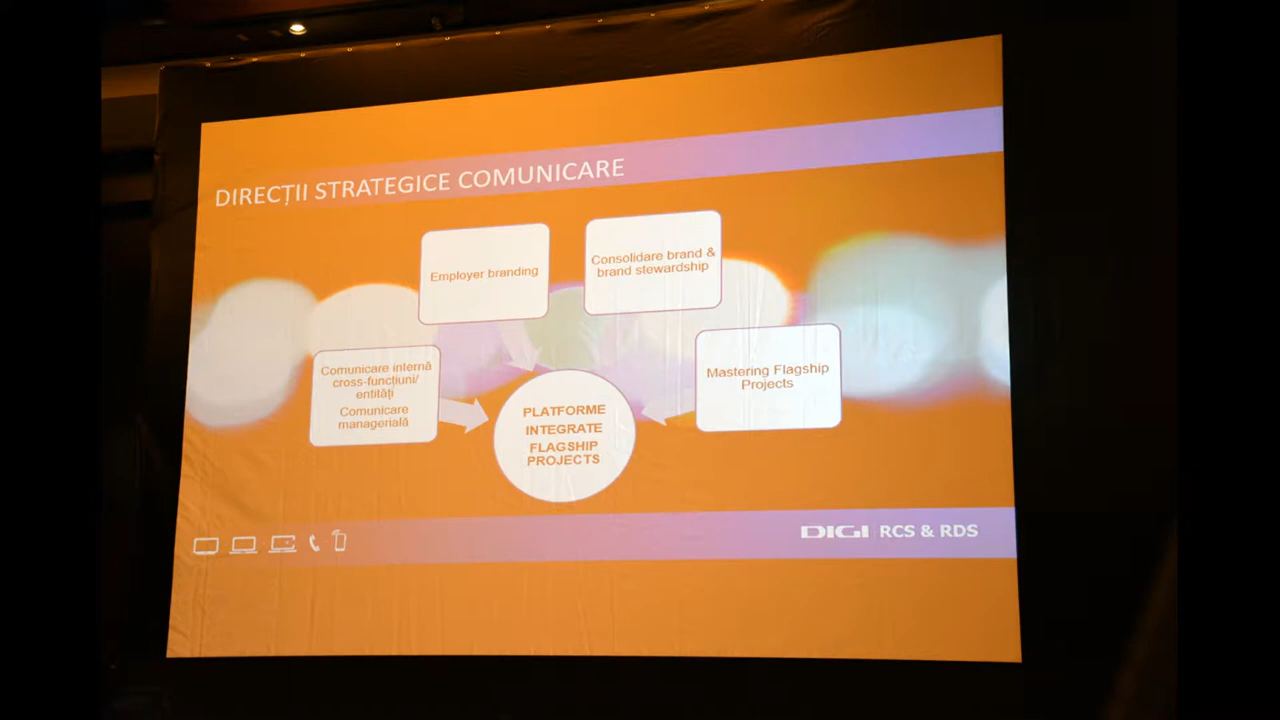 DIRECȚII STRATEGICE COMUNICARE
Employer branding
Consolidare brand &
brand stewardship
Comunicare internă
cross-funcțiuni/
entități
Comunicare
managerială
Mastering Flagship
Projects
PLATFORME
INTEGRATE
FLAGSHIP
PROJECTS
DIGI RCS & RDS